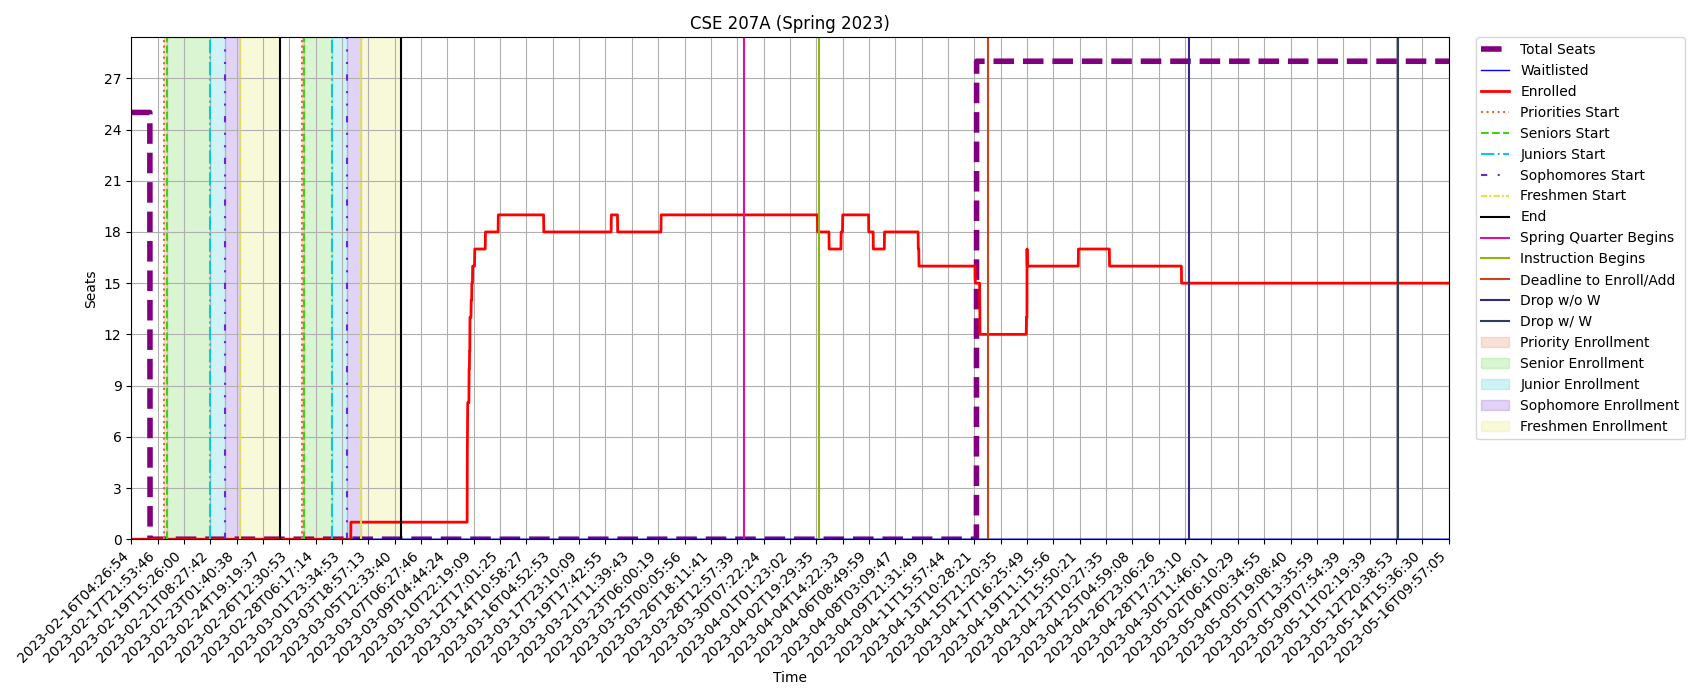 CSE 207A (Spring 2023)
Seats
27
24
21
18
15
12
9
6
3
0
2023-02-16T04:26:54
2023-02-17T21:53:46
2023-02-19T15:26:00
2023-02-21T08:27:42
2023-02-23T01:40:38
2023-02-24T19:19:37
2023-02-26T12:30:53
2023-02-28T06:17:14
2023-03-01T23:34:53
2023-03-03T18:57:13
2023-03-05T12:33:40
2023-03-07T06:27:46
2023-03-09T04:44:24
2023-03-10T22:19:09
2023-03-12T17:01:25
2023-03-14T10:58:27
2023-03-16T04:52:53
2023-03-17T23:10:09
2023-03-19T17:42:55
2023-03-21T11:39:43
2023-03-23T06:00:19
2023-03-25T00:05:56
2023-03-26T18:11:47
2023-03-28T12:57:39
2023-03-30T07:22:24
2023-04-01T01:23:02
2023-04-02T19:29:35
2023-04-04T14:22:33
2023-04-06T08:49:59
2023-04-08T03:09:47
2023-04-09T21:31:49
2023-04-11T15:57:44
2023-04-13T10:28:21
2023-04-15T21:20:35
2023-04-17T16:25:49
2023-04-19T11:15:56
2023-04-21T15:50:21
2023-04-23T10:27:35
2023-04-25T04:59:08
2023-04-26T23:06:26
2023-04-28T17:23:10
2023-04-30T11:46:01
2023-05-02T06:10:29
2023-05-04T00:34:55
2023-05-05T19:08:40
2023-05-07T13:35:59
2023-05-09T07:54:39
2023-05-11T02:19:39
2023-05-12T20:38:53
2023-05-14T15:36:30
2023-05-16T09:57:05
Time
Total Seats
Waitlisted
Enrolled
Priorities Start
Seniors Start
Juniors Start
Sophomores Start
Freshmen Start
End
Spring Quarter Begins
Instruction Begins
Deadline to Enroll/Add
Drop w/o W
Drop w/ W
Priority Enrollment
Senior Enrollment
Junior Enrollment
Sophomore Enrollment
Freshmen Enrollment